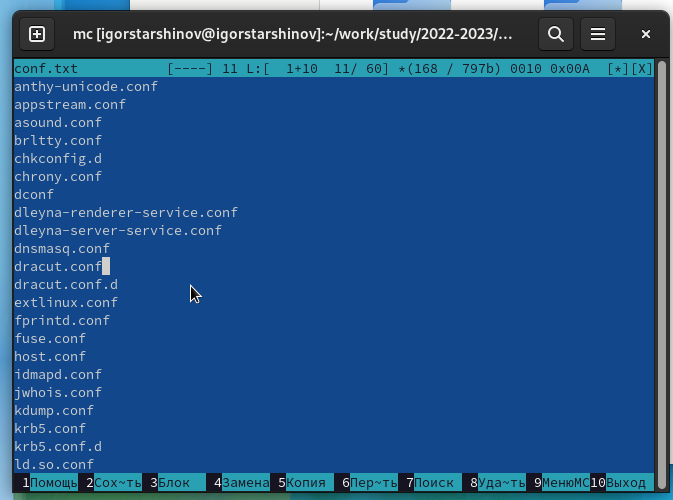 mc [igorstarshinov@igorstarshinov]:~/work/study/2022-2023/...
conf.txt [----] 11 L:[ 1+10 11/ 60] *(168 / 797b) 0010 0x00A [*][X]
anthy-unicode.conf
appstream.conf
asound.conf
brltty.conf
chkconfig.d
chrony.conf
dconf
dleyna-renderer-service.conf
dleyna-server-service.conf
dnsmasq.conf
dracut.conf
dracut.conf.d
extlinux.conf
fprintd.conf
fuse.conf
host.conf
idmapd.conf
jwhois.conf
kdump.conf
krb5.conf
krb5.conf.d
ld.so.conf
1Помощь 2Сох~ть 3Блок 4Замена 5Копия 6Пер~ть 7Поиск 8Уда~ть 9МенюMC 10Выход